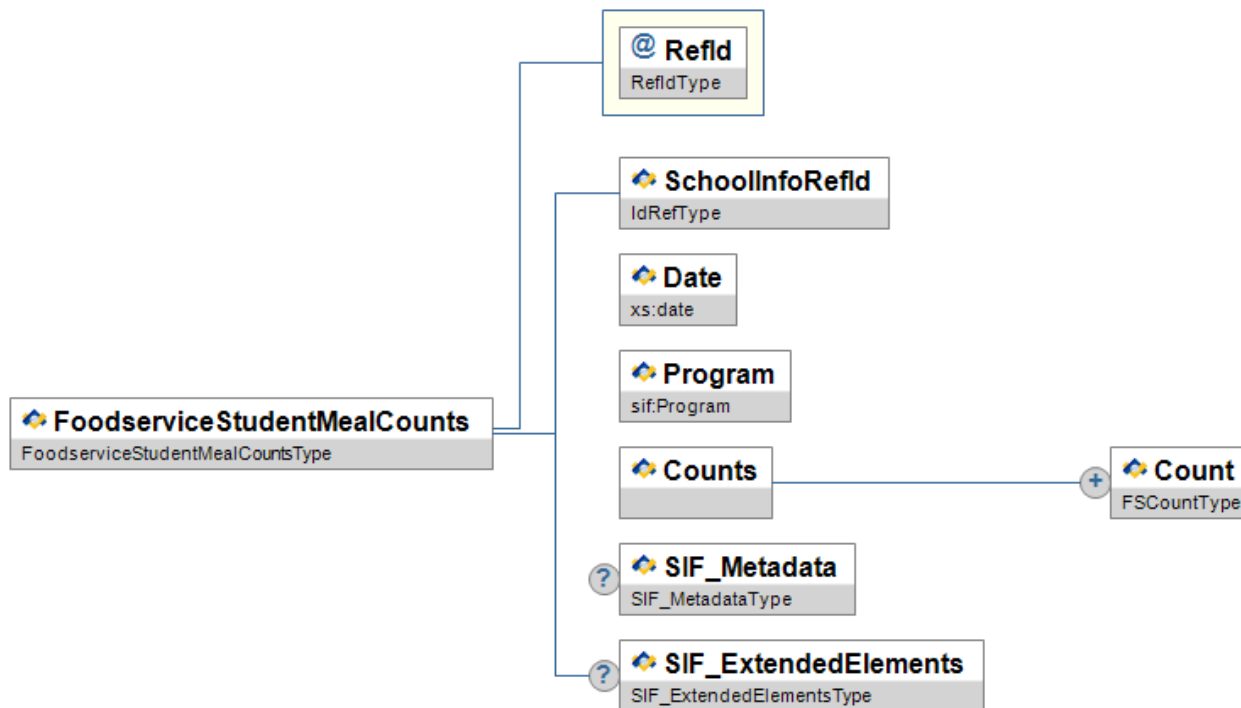 @ RefId
RefIdType
SchoolInfoRefId
IdRefType
Date
xs:date
Program
sif:Program
FoodserviceStudentMealCounts
FoodserviceStudentMealCountsType
Counts
+
Count
FSCountType
?
SIF_Metadata
SIF_MetadataType
?
SIF_ExtendedElements
SIF_ExtendedElementsType